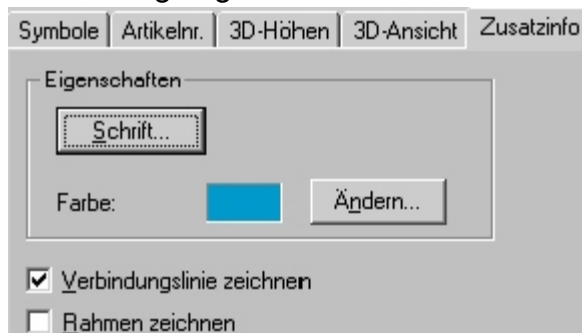 Symbole Artikelnr. 3D-Höhen 3D-Ansicht Zusatzinfo
Eigenschaften
Schrift...
Farbe: Ändern...
Verbindungslinie zeichnen
Rahmen zeichnen